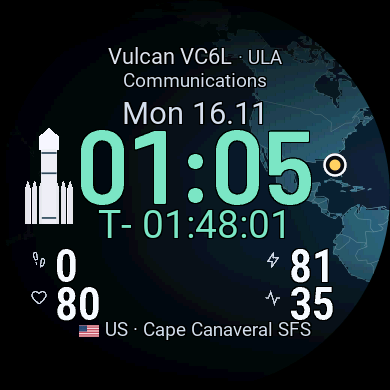 Vulcan VC6L · ULA
Communications
Mon 16.11
01:05
T- 01:48:01
0 81
80 35
US · Cape Canaveral SFS